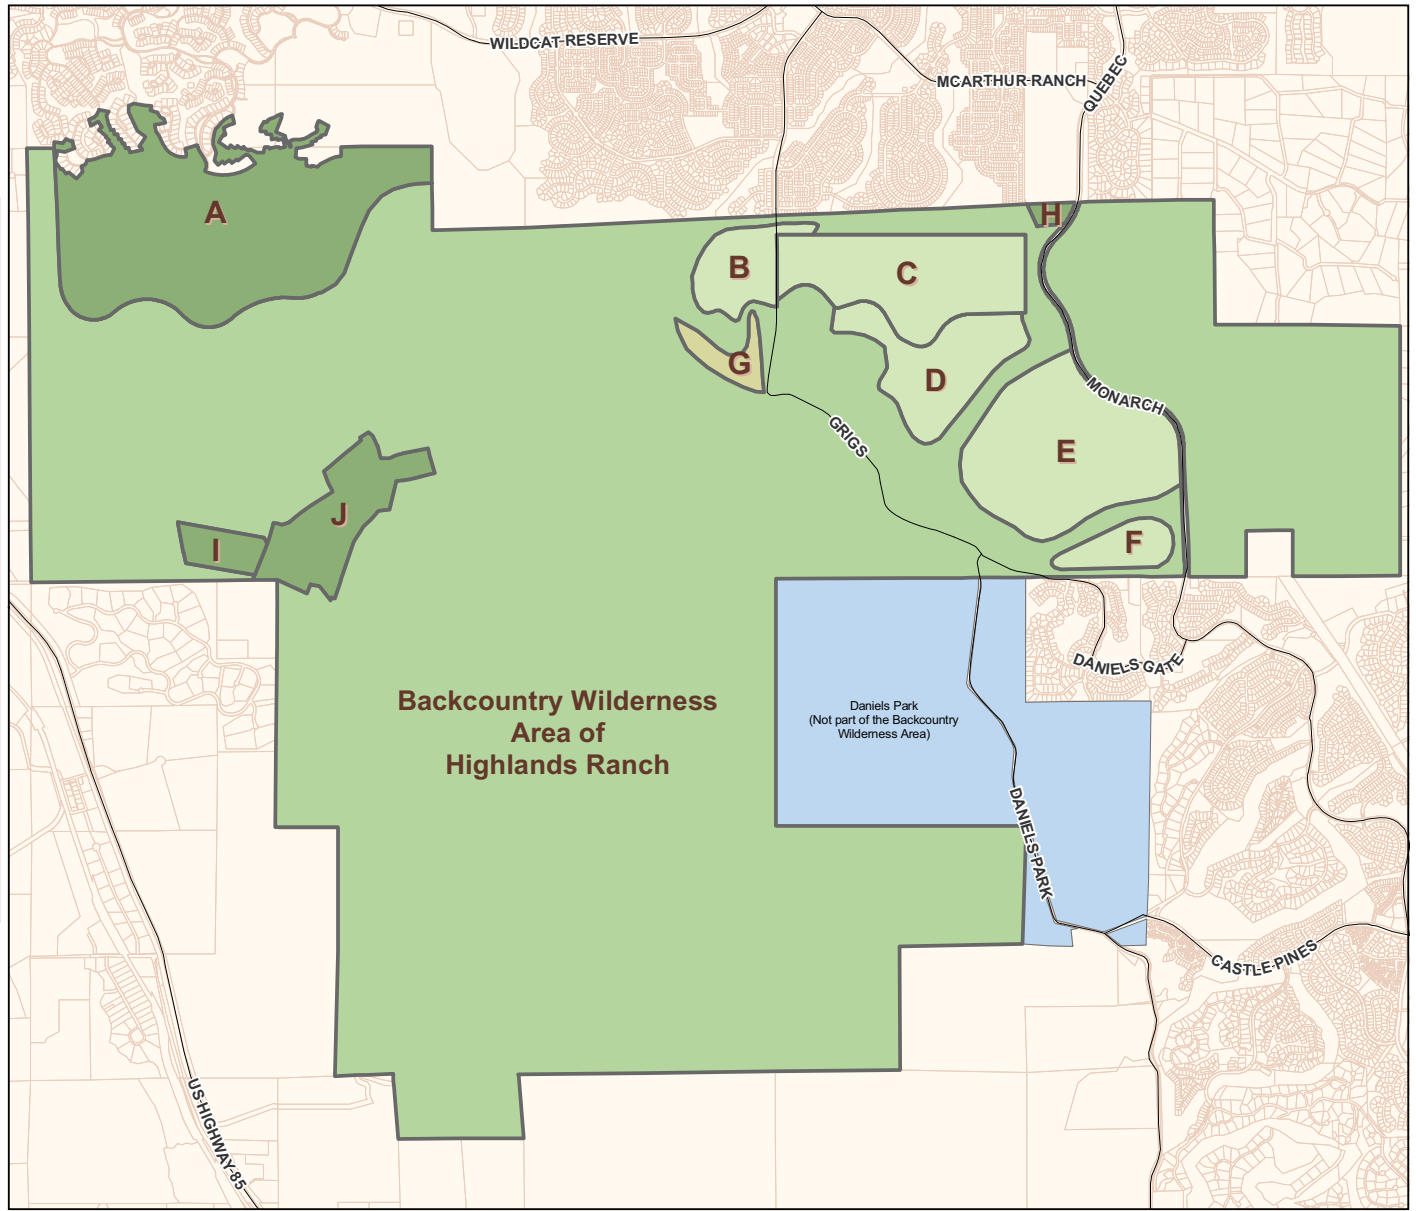 WILDCAT RESERVE
MCARTHUR RANCH
QUEBEC
A
H
B
C
G
D
MONARCH
GRIGS
E
J
I
F
DANIELS GATE
Backcountry Wilderness
Area of
Highlands Ranch
Daniels Park
(Not part of the Backcountry
Wilderness Area)
DANIELS PARK
CASTLE PINES
US HIGHWAY 85